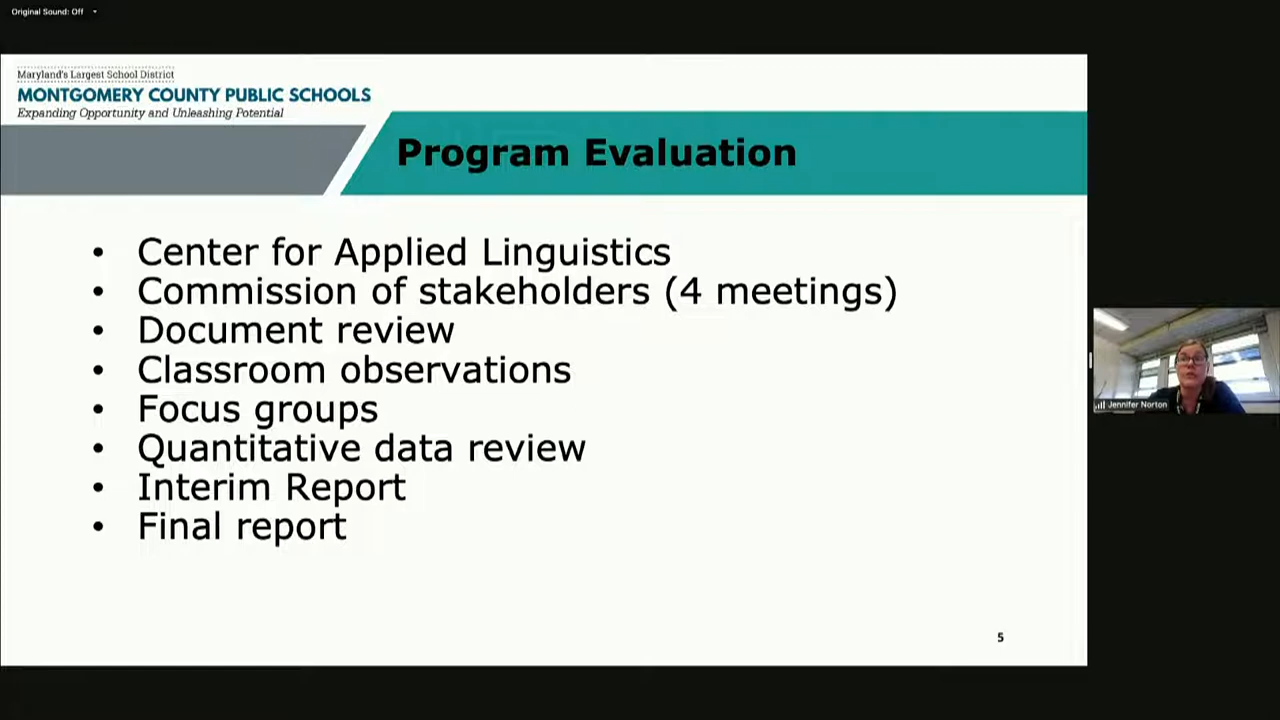 Original Sound: Off
Maryland's Largest School District
MONTGOMERY COUNTY PUBLIC SCHOOLS
Expanding Opportunity and Unleashing Potential
Program Evaluation
• Center for Applied Linguistics
• Commission of stakeholders (4 meetings)
• Document review
• Classroom observations
• Focus groups
• Quantitative data review
• Interim Report
• Final report
Jennifer Norton
5